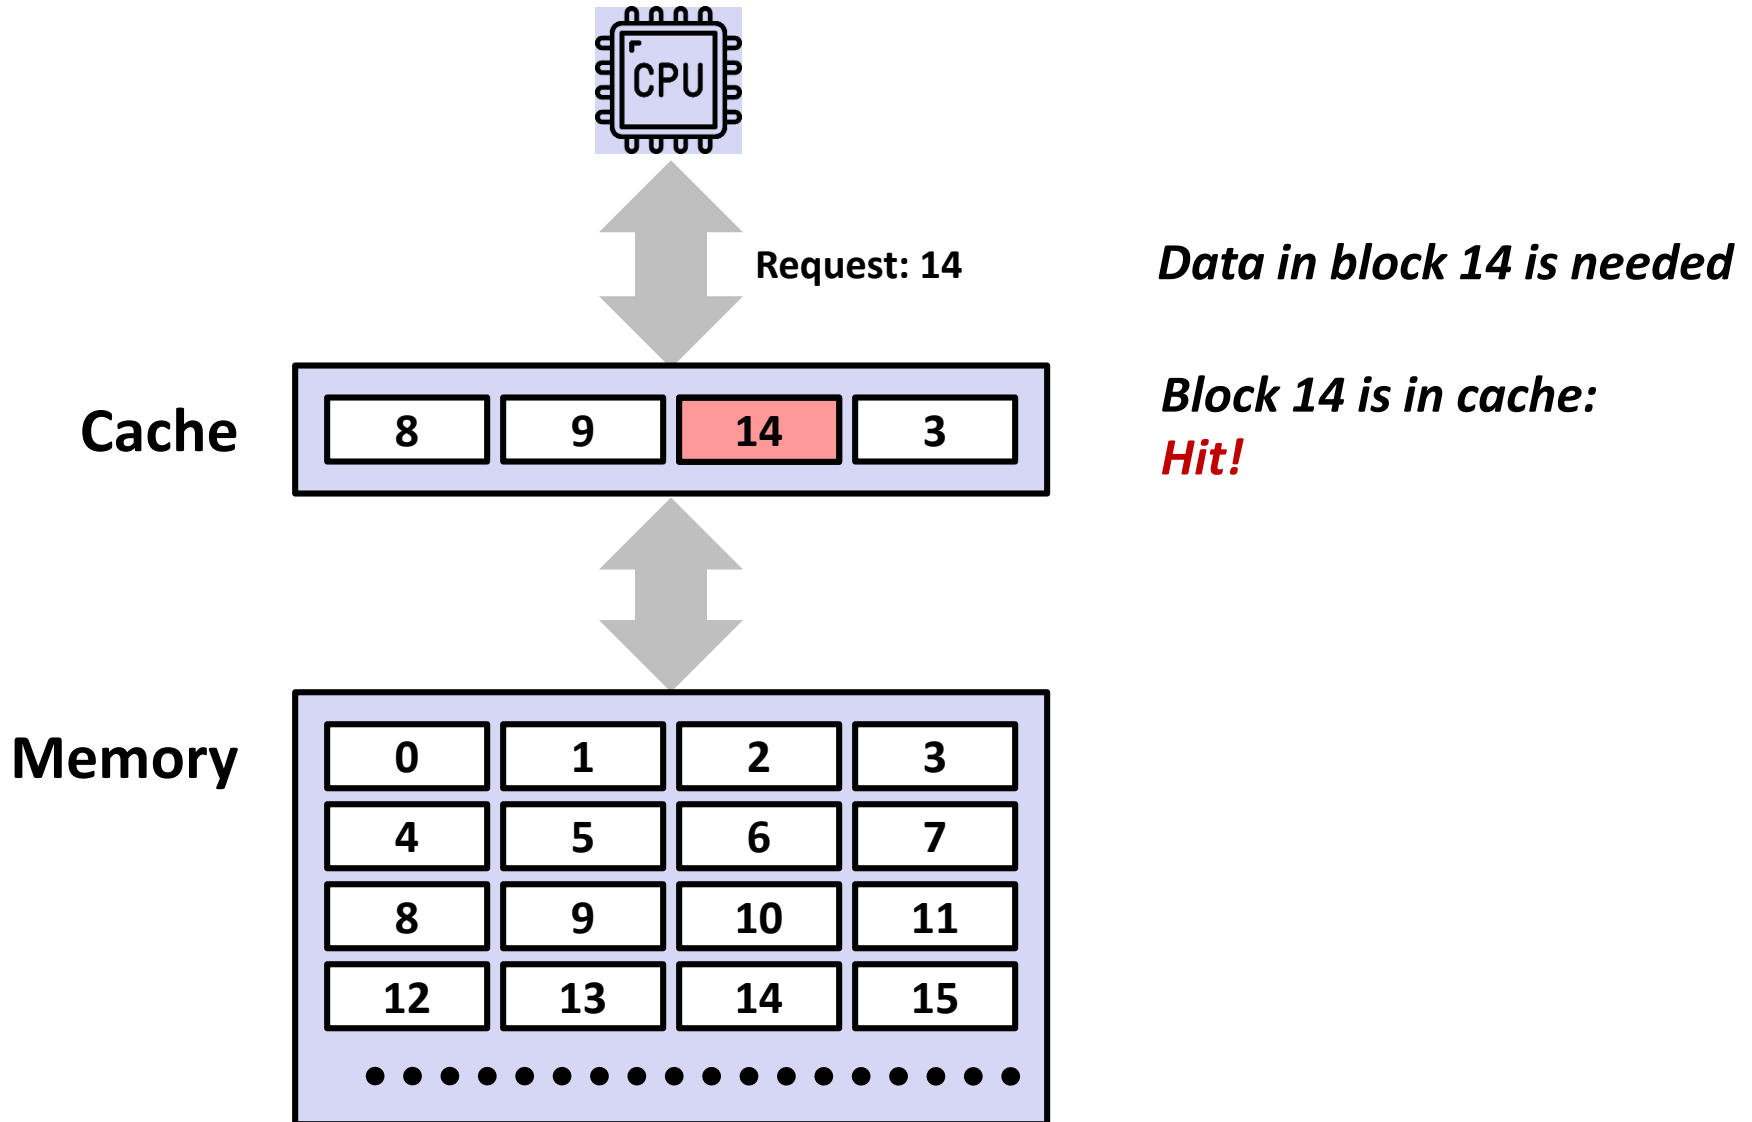 CPU
Request: 14
Data in block 14 is needed
Cache
8 9 14 3
Block 14 is in cache:
Hit!
Memory
0 1 2 3
4 5 6 7
8 9 10 11
12 13 14 15